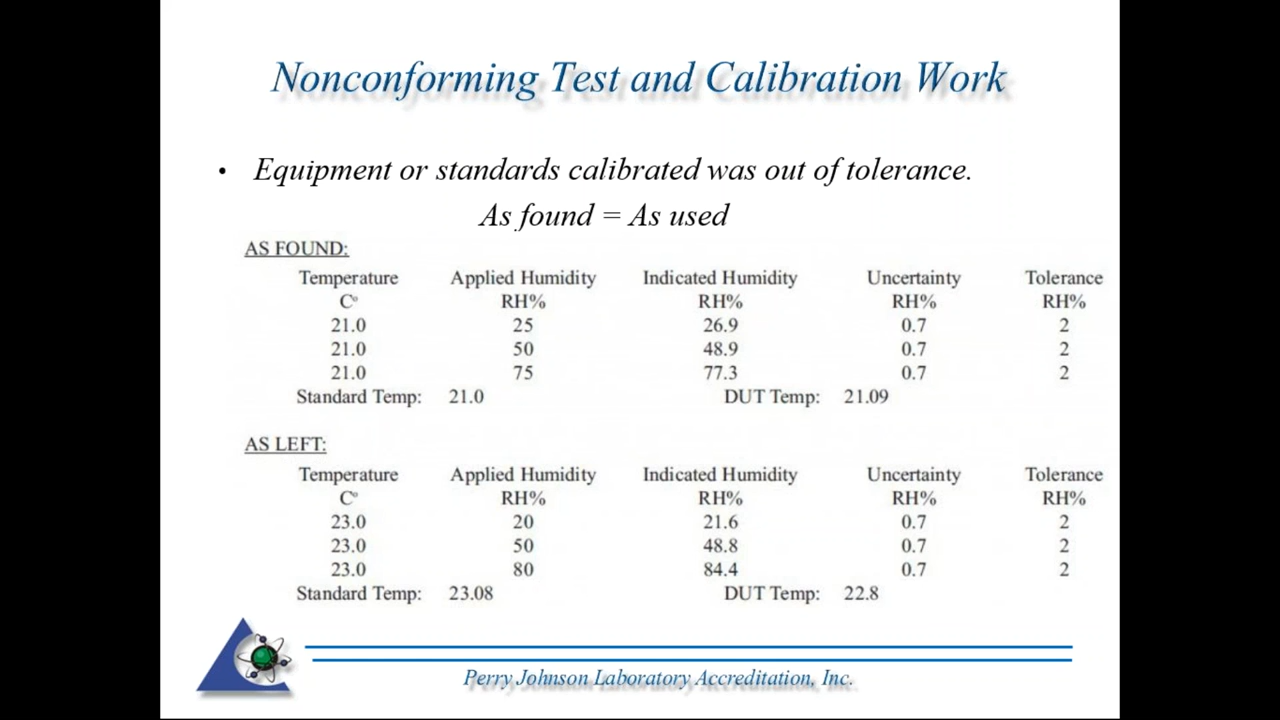 Nonconforming Test and Calibration Work
• Equipment or standards calibrated was out of tolerance.
As found = As used
AS FOUND:
Temperature Applied Humidity Indicated Humidity Uncertainty Tolerance
C° RH% RH% RH% RH%
21.0 25 26.9 0.7 2
21.0 50 48.9 0.7 2
21.0 75 77.3 0.7 2
Standard Temp: 21.0 DUT Temp: 21.09
AS LEFT:
Temperature Applied Humidity Indicated Humidity Uncertainty Tolerance
C° RH% RH% RH% RH%
23.0 20 21.6 0.7 2
23.0 50 48.8 0.7 2
23.0 80 84.4 0.7 2
Standard Temp: 23.08 DUT Temp: 22.8
Perry Johnson Laboratory Accreditation, Inc.